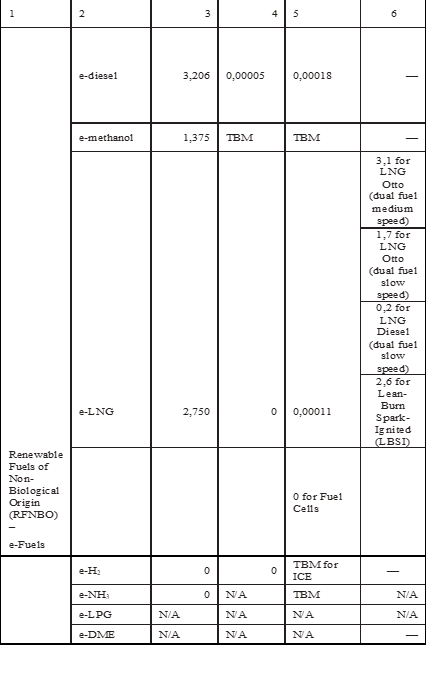 1 2 3 4 5 6
e-diesel 3,206 0,00005 0,00018 —
e-methanol 1,375 TBM TBM —
3,1 for
LNG
Otto
(dual fuel
medium
speed)
1,7 for
LNG
Otto
(dual fuel
slow
speed)
0,2 for
LNG
Diesel
(dual fuel
slow
speed)
e-LNG 2,750 0 0,00011
2,6 for
Lean-
Burn
Spark-
Ignited
(LBSI)
Renewable
Fuels of
Non-
Biological
Origin
(RFNBO)
–
e-Fuels
0 for Fuel
Cells
e-H₂ 0 0 TBM for
ICE —
e-NH₃ 0 N/A TBM N/A
e-LPG N/A N/A N/A N/A
e-DME N/A N/A N/A —